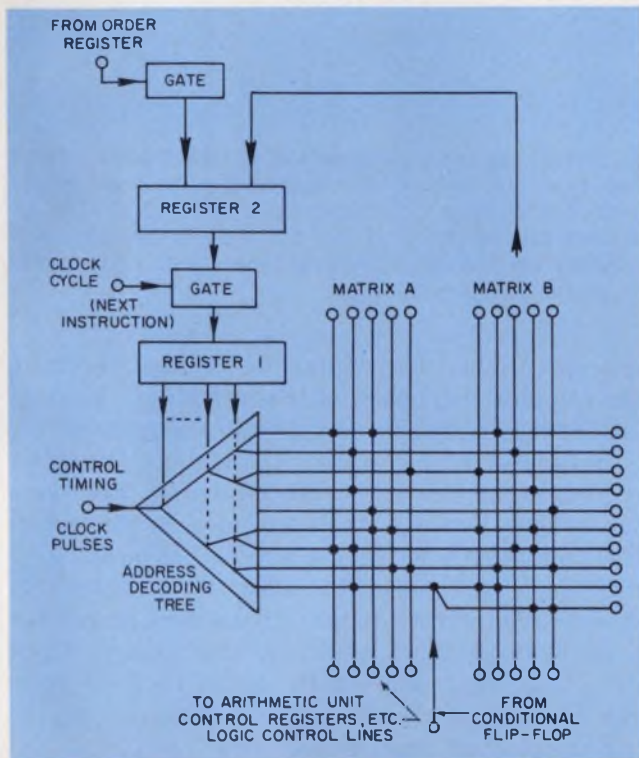 FROM ORDER
REGISTER
GATE
REGISTER 2
CLOCK
CYCLE
(NEXT
INSTRUCTION)
GATE
MATRIX A
MATRIX B
REGISTER 1
CONTROL
TIMING
CLOCK
PULSES
ADDRESS
DECODING
TREE
TO ARITHMETIC UNIT
CONTROL REGISTERS, ETC.
LOGIC CONTROL LINES
FROM
CONDITIONAL
FLIP-FLOP